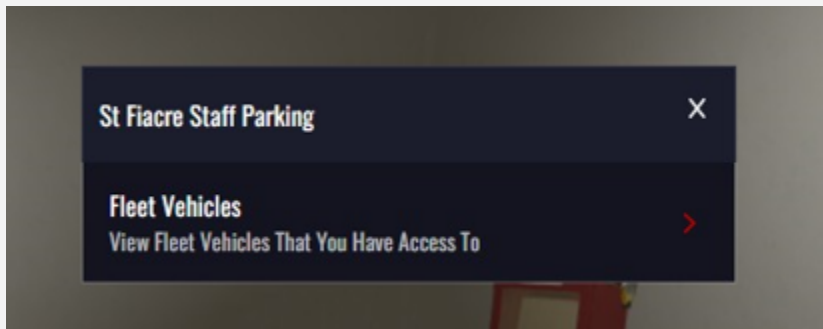 St Fiacre Staff Parking
X
Fleet Vehicles
View Fleet Vehicles That You Have Access To